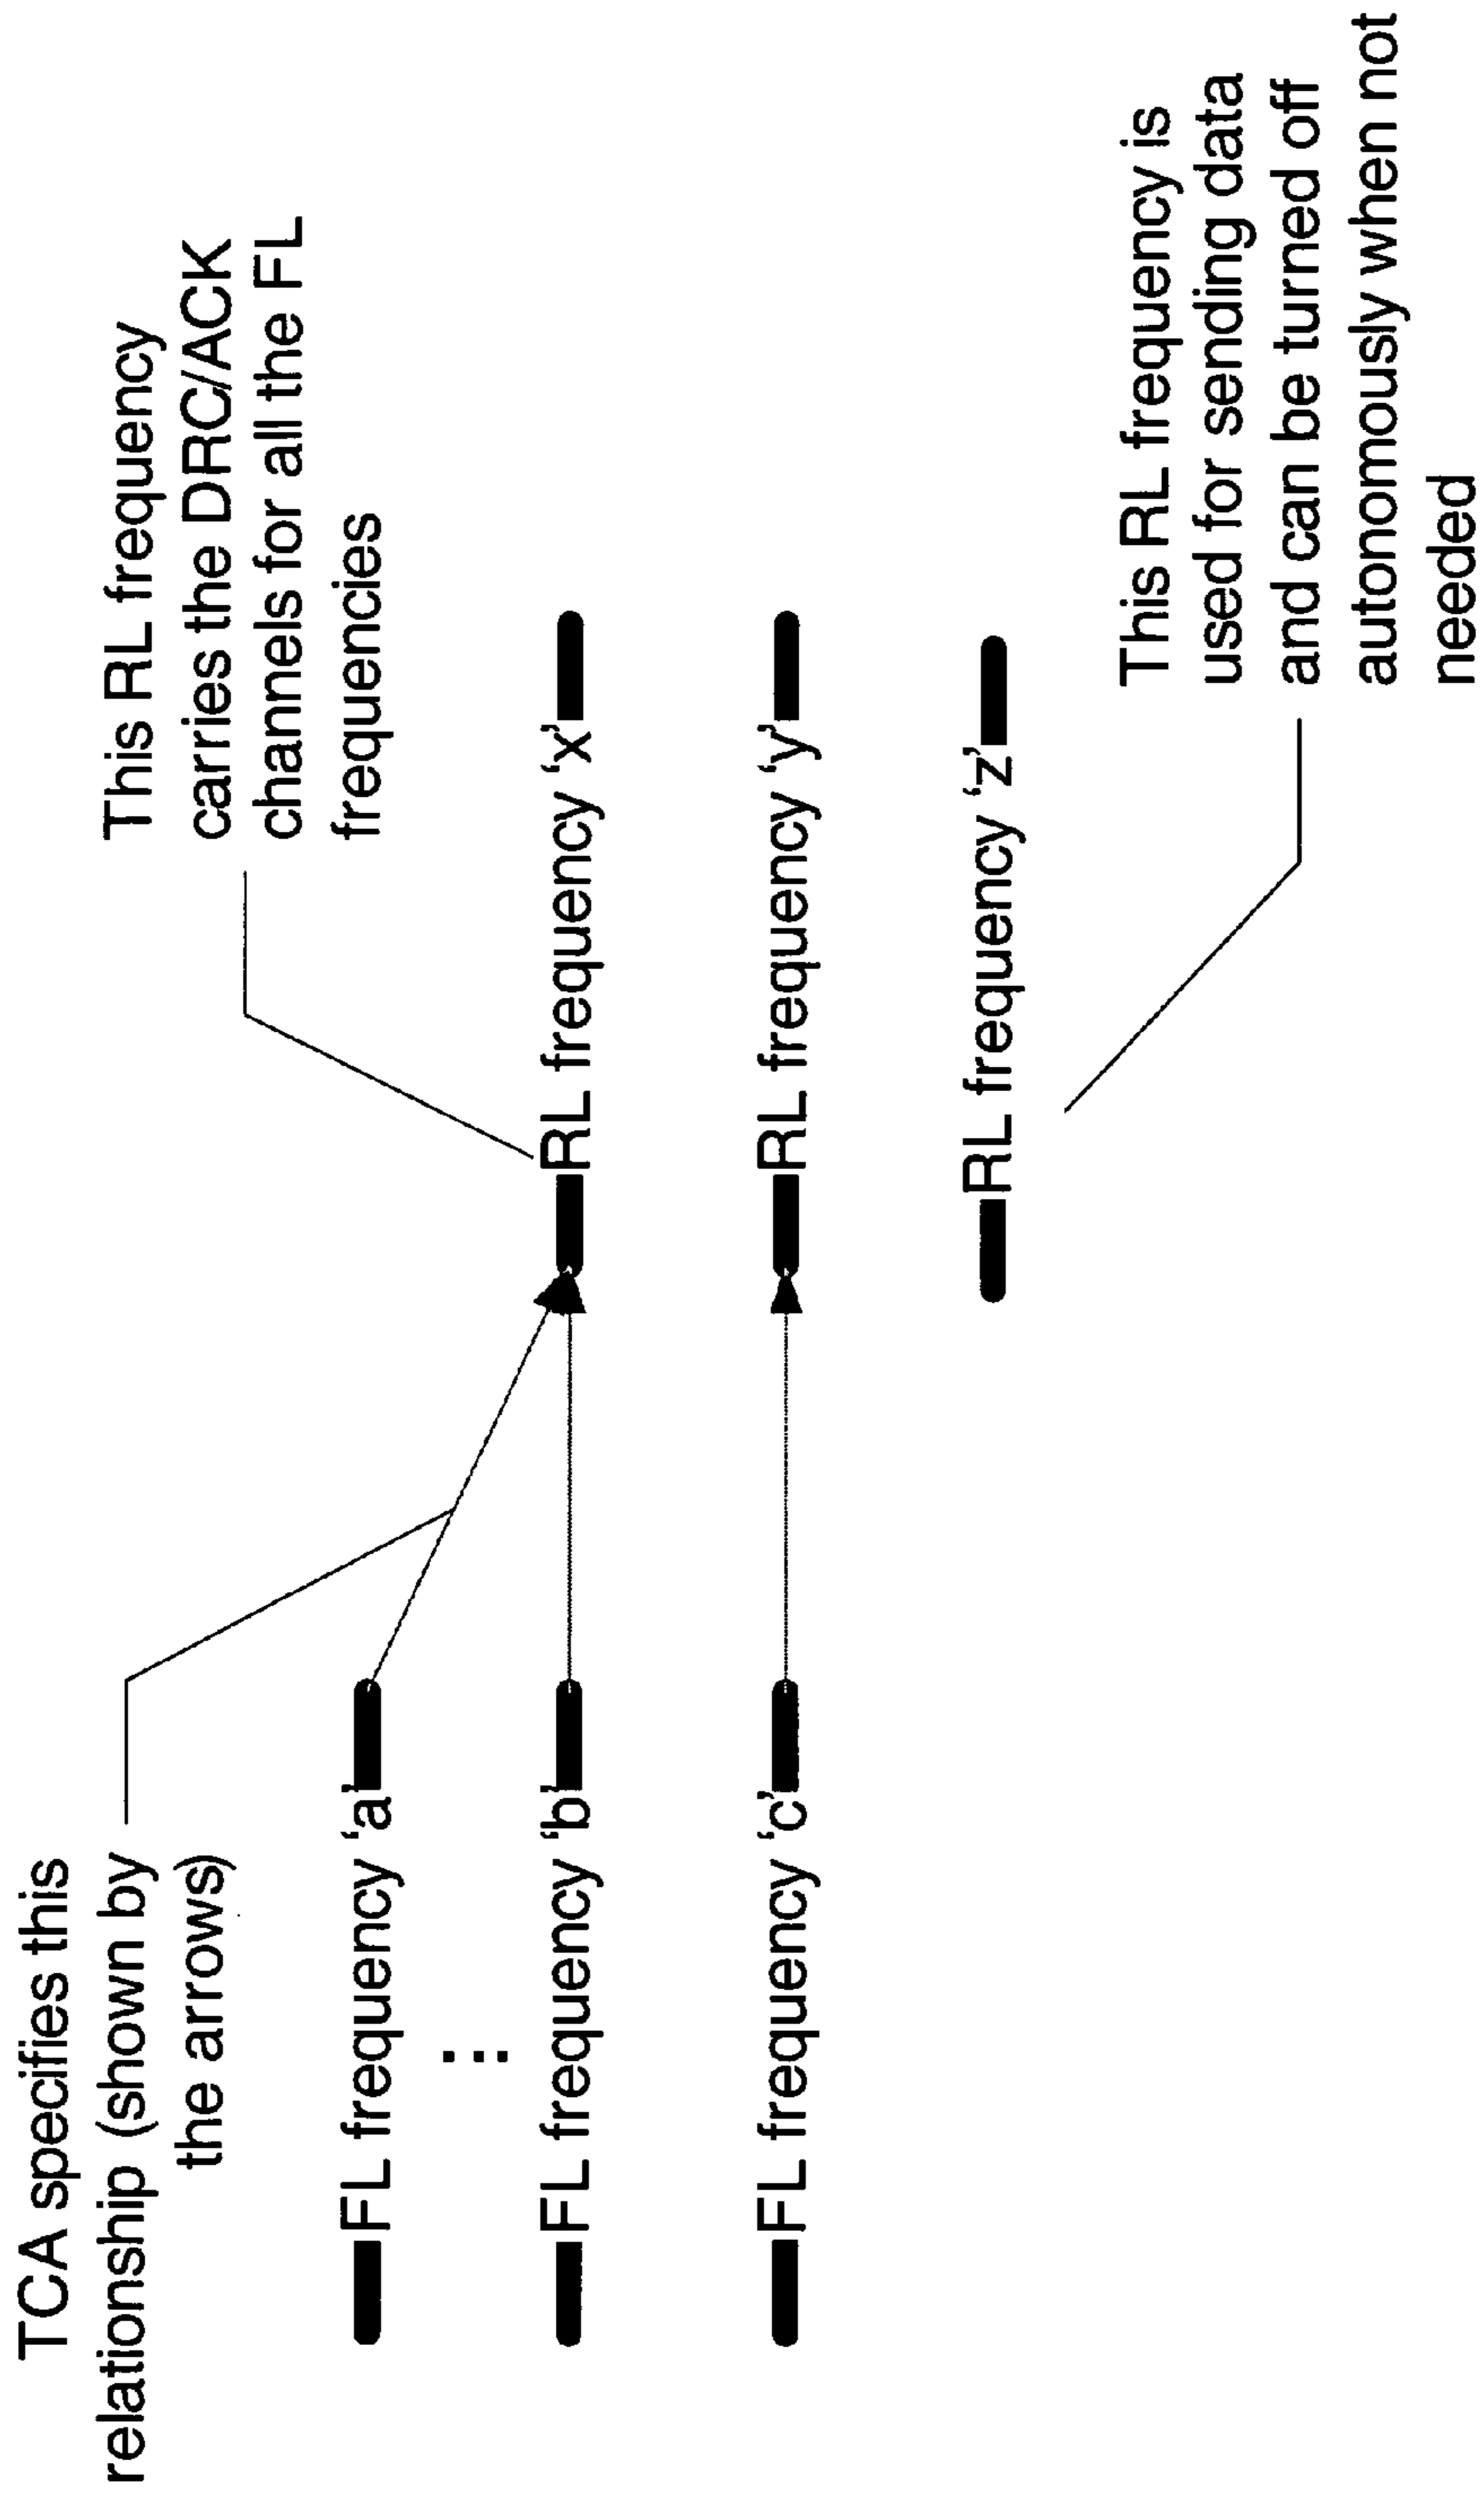 TCA specifies this
relationship (shown by
the arrows)
This RL frequency
carries the DRC/ACK
channels for all the FL
frequencies
FL frequency ‘a’
⋮
FL frequency ‘b’
RL frequency ‘x’
FL frequency ‘c’
RL frequency ‘y’
RL frequency ‘z’
This RL frequency is
used for sending data
and can be turned off
autonomously when not
needed